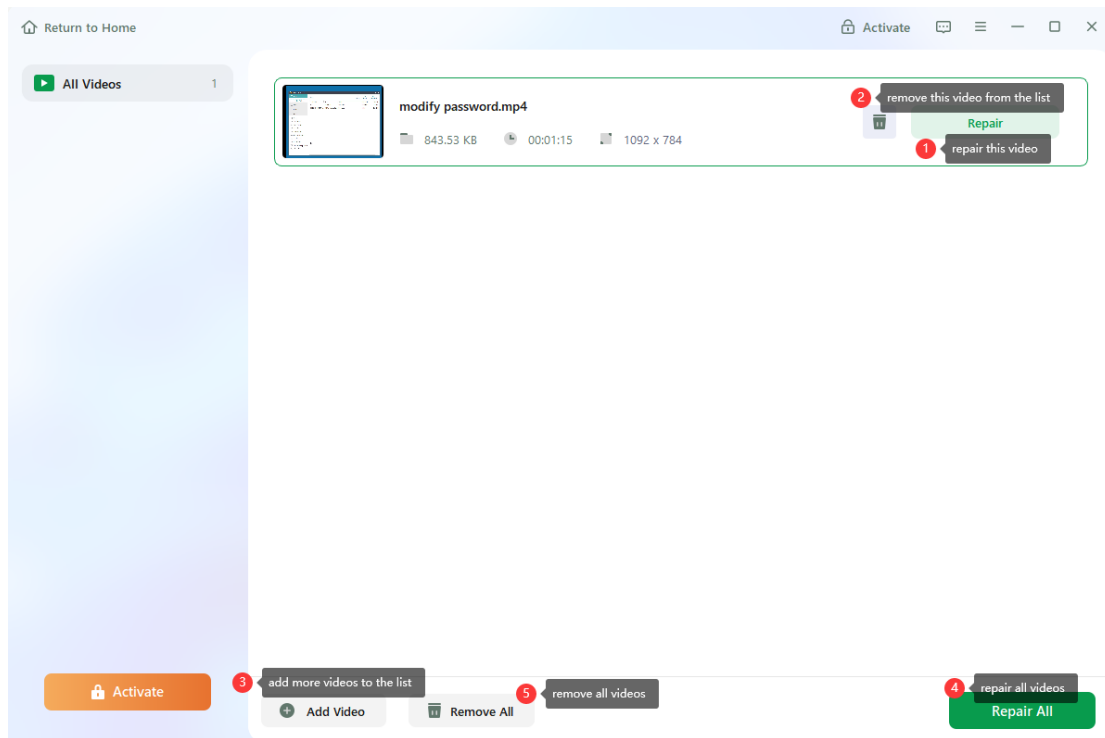 Return to Home
Activate
All Videos 1
modify password.mp4
843.53 KB 00:01:15 1092 x 784
2 remove this video from the list
Repair
1 repair this video
Activate
3 add more videos to the list
Add Video
5 remove all videos
Remove All
4 repair all videos
Repair All